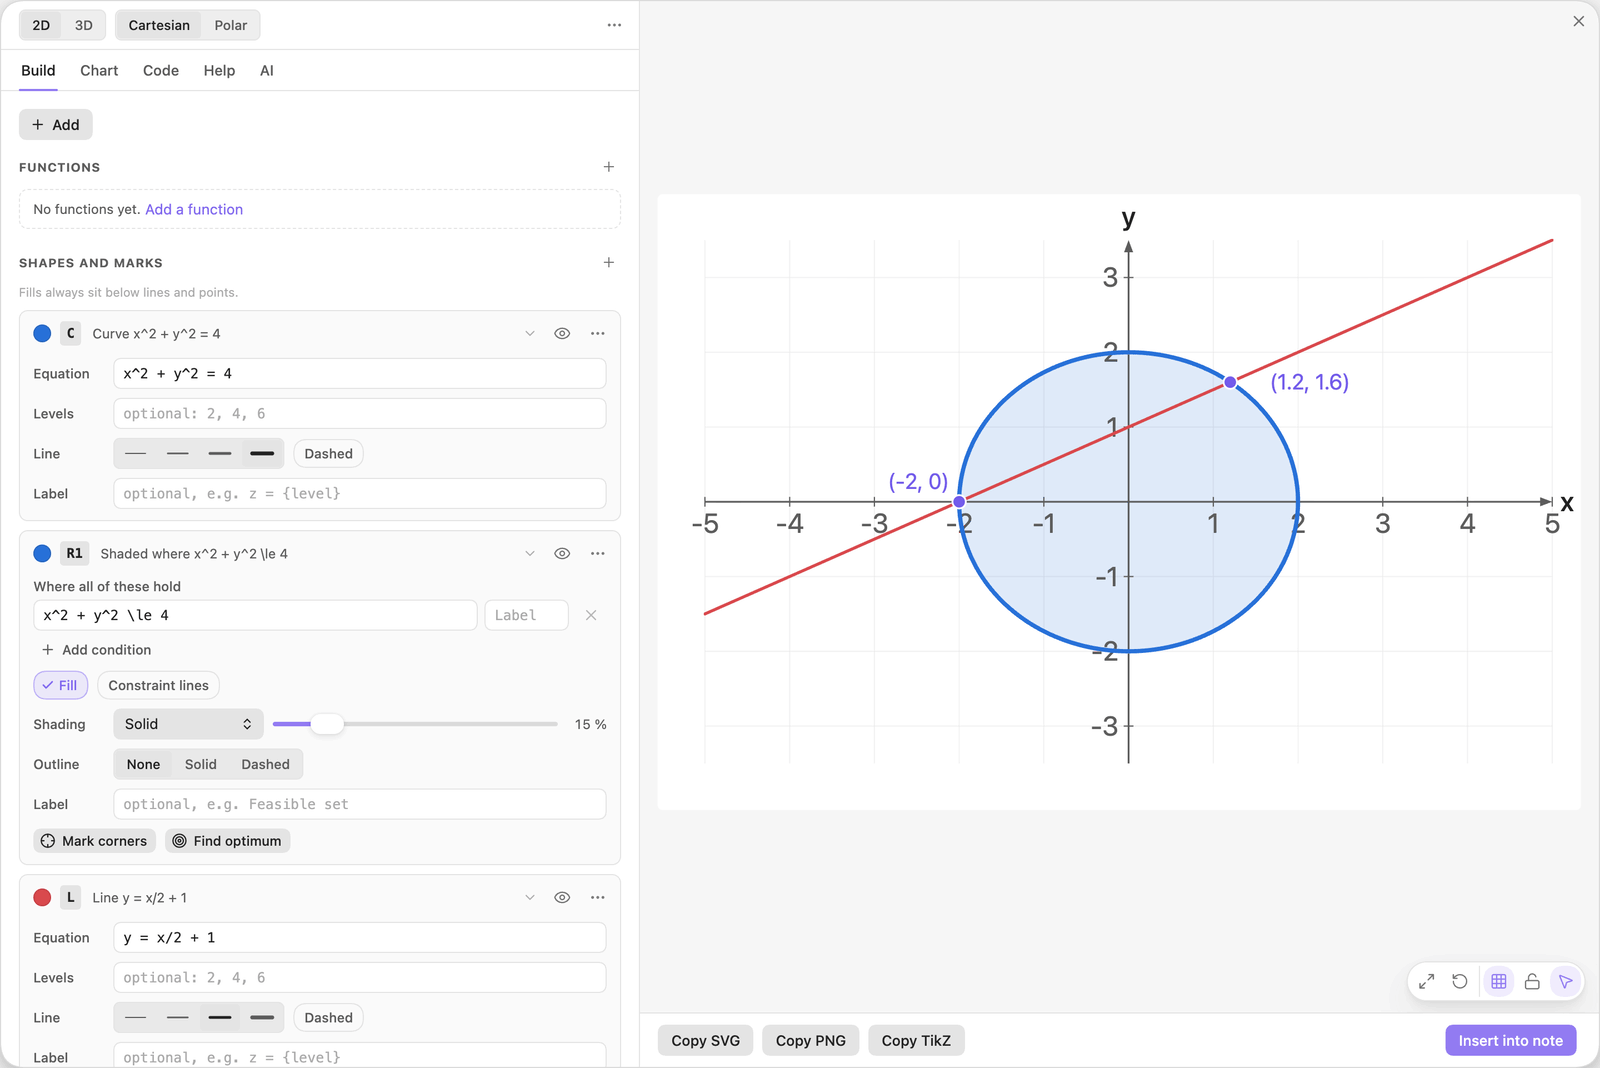 2D 3D Cartesian Polar
Build Chart Code Help AI
+ Add
FUNCTIONS
No functions yet. Add a function
SHAPES AND MARKS
Fills always sit below lines and points.
C Curve x^2 + y^2 = 4
Equation x^2 + y^2 = 4
Levels optional: 2, 4, 6
Line Dashed
Label optional, e.g. z = {level}
R1 Shaded where x^2 + y^2 \le 4
Where all of these hold
x^2 + y^2 \le 4 Label
+ Add condition
Fill Constraint lines
Shading Solid 15 %
Outline None Solid Dashed
Label optional, e.g. Feasible set
Mark corners Find optimum
L Line y = x/2 + 1
Equation y = x/2 + 1
Levels optional: 2, 4, 6
Line Dashed
Label optional, e.g. z = {level}
y
3
2
(1.2, 1.6)
1
(-2, 0)
x
-5 -4 -3 -2 -1 1 2 3 4 5
-1
-2
-3
Copy SVG Copy PNG Copy TikZ Insert into note